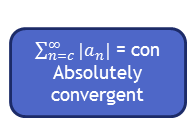 ∑_{n=c}^{∞} |a_n| = con
Absolutely
convergent